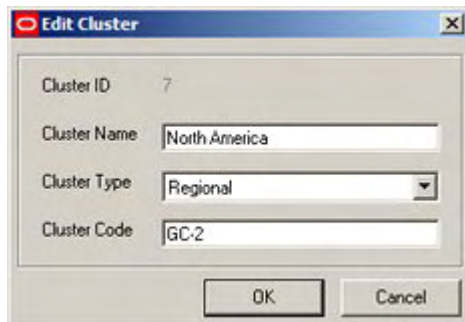 Edit Cluster
Cluster ID 7
Cluster Name North America
Cluster Type Regional
Cluster Code GC-2
OK Cancel